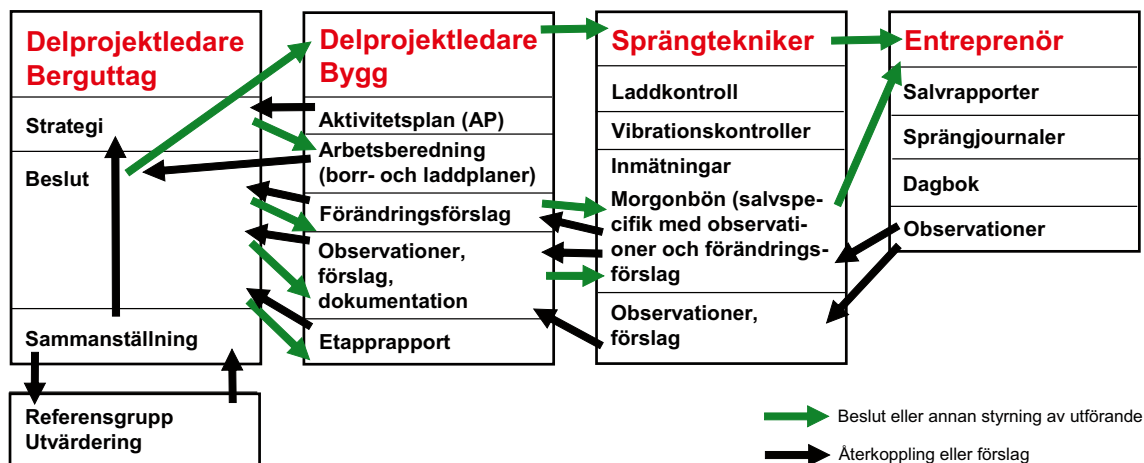 Delprojektledare
Berguttag
Strategi
Beslut
Sammanställning
Referensgrupp
Utvärdering
Delprojektledare
Bygg
Aktivitetsplan (AP)
Arbetsberedning
(borr- och laddplaner)
Förändringsförslag
Observationer,
förslag,
dokumentation
Etapprapport
Sprängtekniker
Laddkontroll
Vibrationskontroller
Inmätningar
Morgonbön (salvspe-
cifik med observati-
oner och förändrings-
förslag
Observationer,
förslag
Entreprenör
Salvrapporter
Sprängjournaler
Dagbok
Observationer
Beslut eller annan styrning av utförande
Återkoppling eller förslag